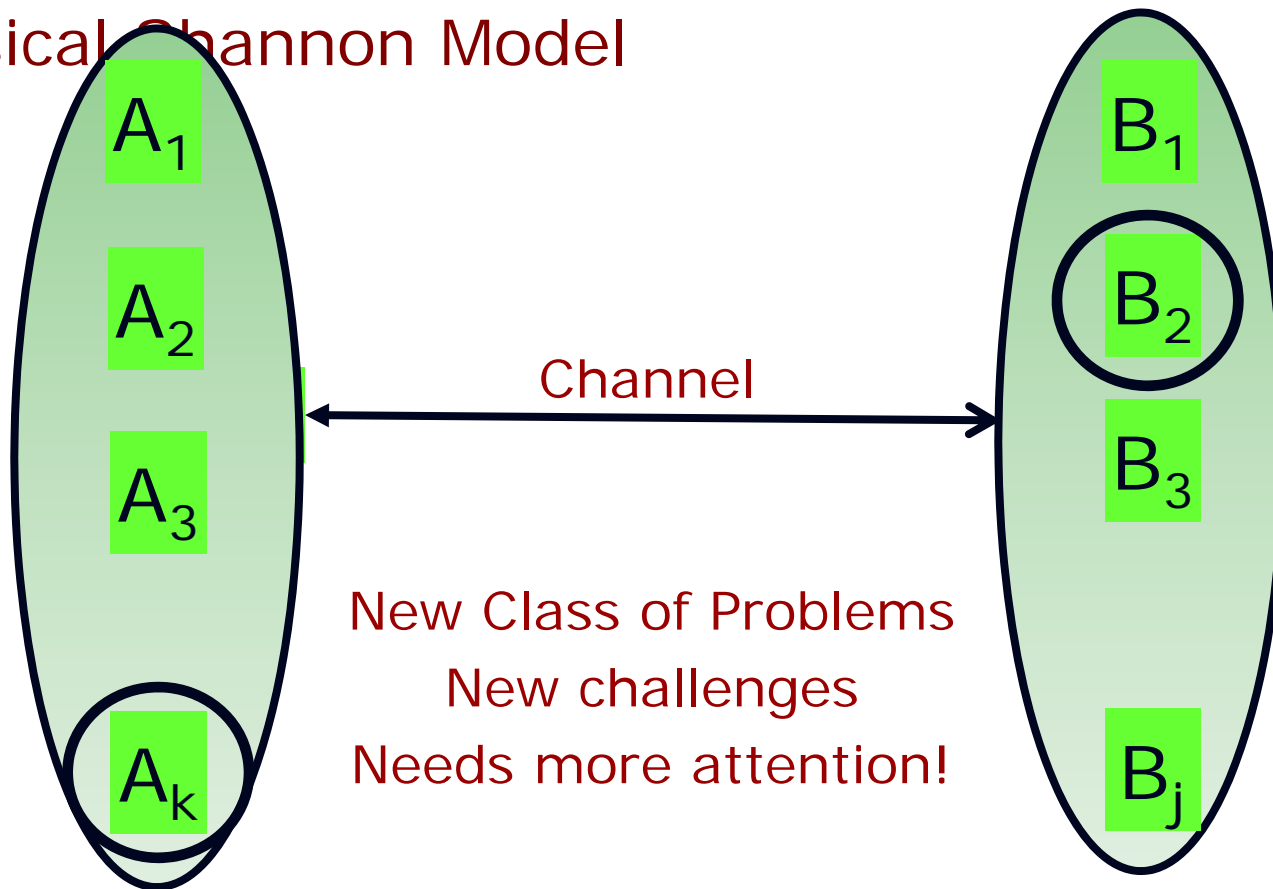 sical Shannon Model
A₁
A₂
A₃
Aₖ
Channel
New Class of Problems
New challenges
Needs more attention!
B₁
B₂
B₃
Bⱼ